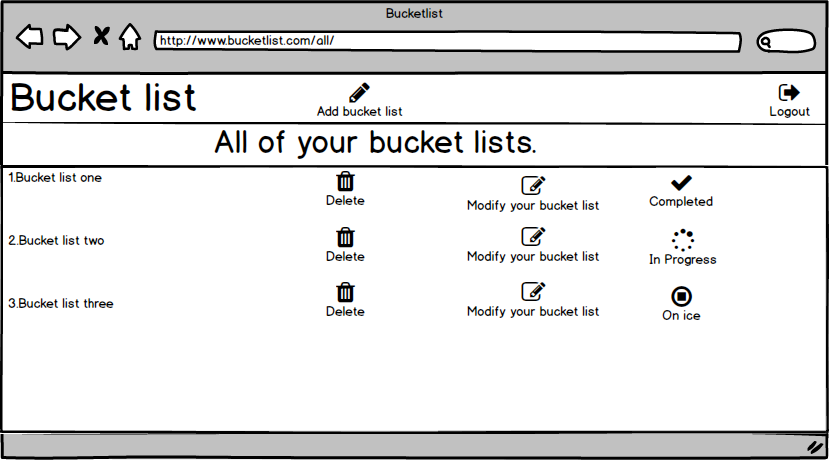 Bucketlist
http://www.bucketlist.com/all/
Bucket list
Add bucket list
Logout
All of your bucket lists.
1.Bucket list one
Delete
Modify your bucket list
Completed
2.Bucket list two
Delete
Modify your bucket list
In Progress
3.Bucket list three
Delete
Modify your bucket list
On ice